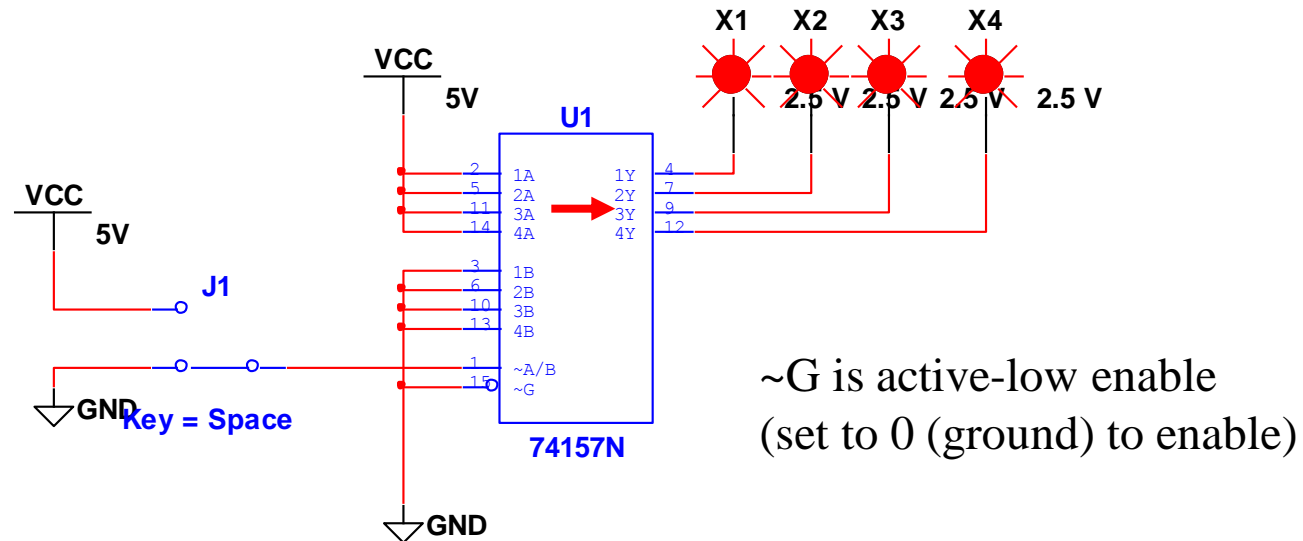 X1 X2 X3 X4
VCC
5V
2.5 V 2.5 V 2.5 V 2.5 V
U1
2 1A 1Y 4
5 2A 2Y 7
11 3A 3Y 9
14 4A 4Y 12
VCC
5V
3 1B
6 2B
10 3B
13 4B
J1
1 ~A/B
15 ~G
GND
Key = Space
74157N
~G is active-low enable
(set to 0 (ground) to enable)
GND